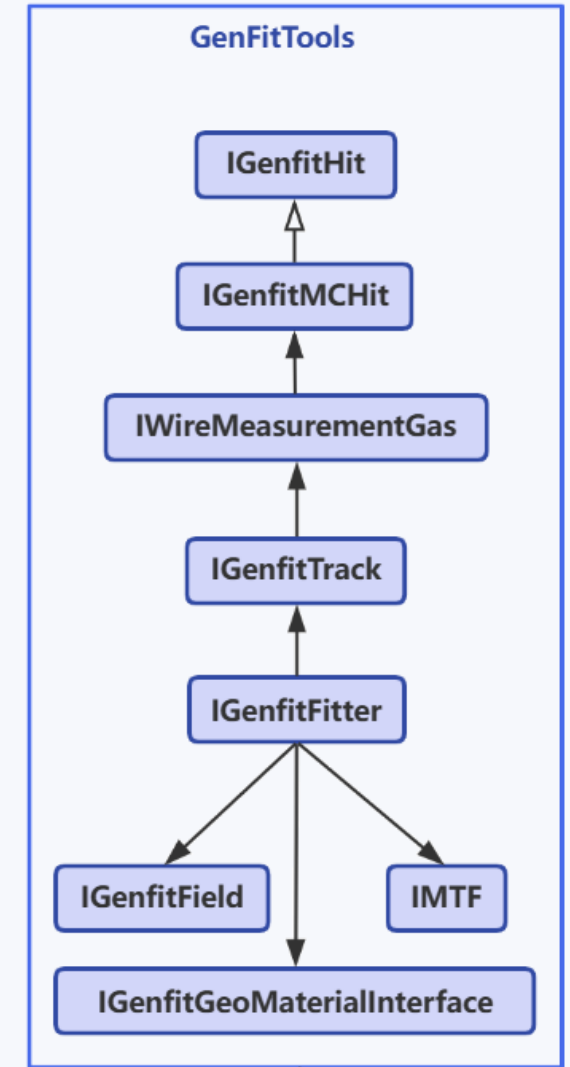 GenFitTools
IGenfitHit
IGenfitMCHit
IWireMeasurementGas
IGenfitTrack
IGenfitFitter
IGenfitField
IMTF
IGenfitGeoMaterialInterface